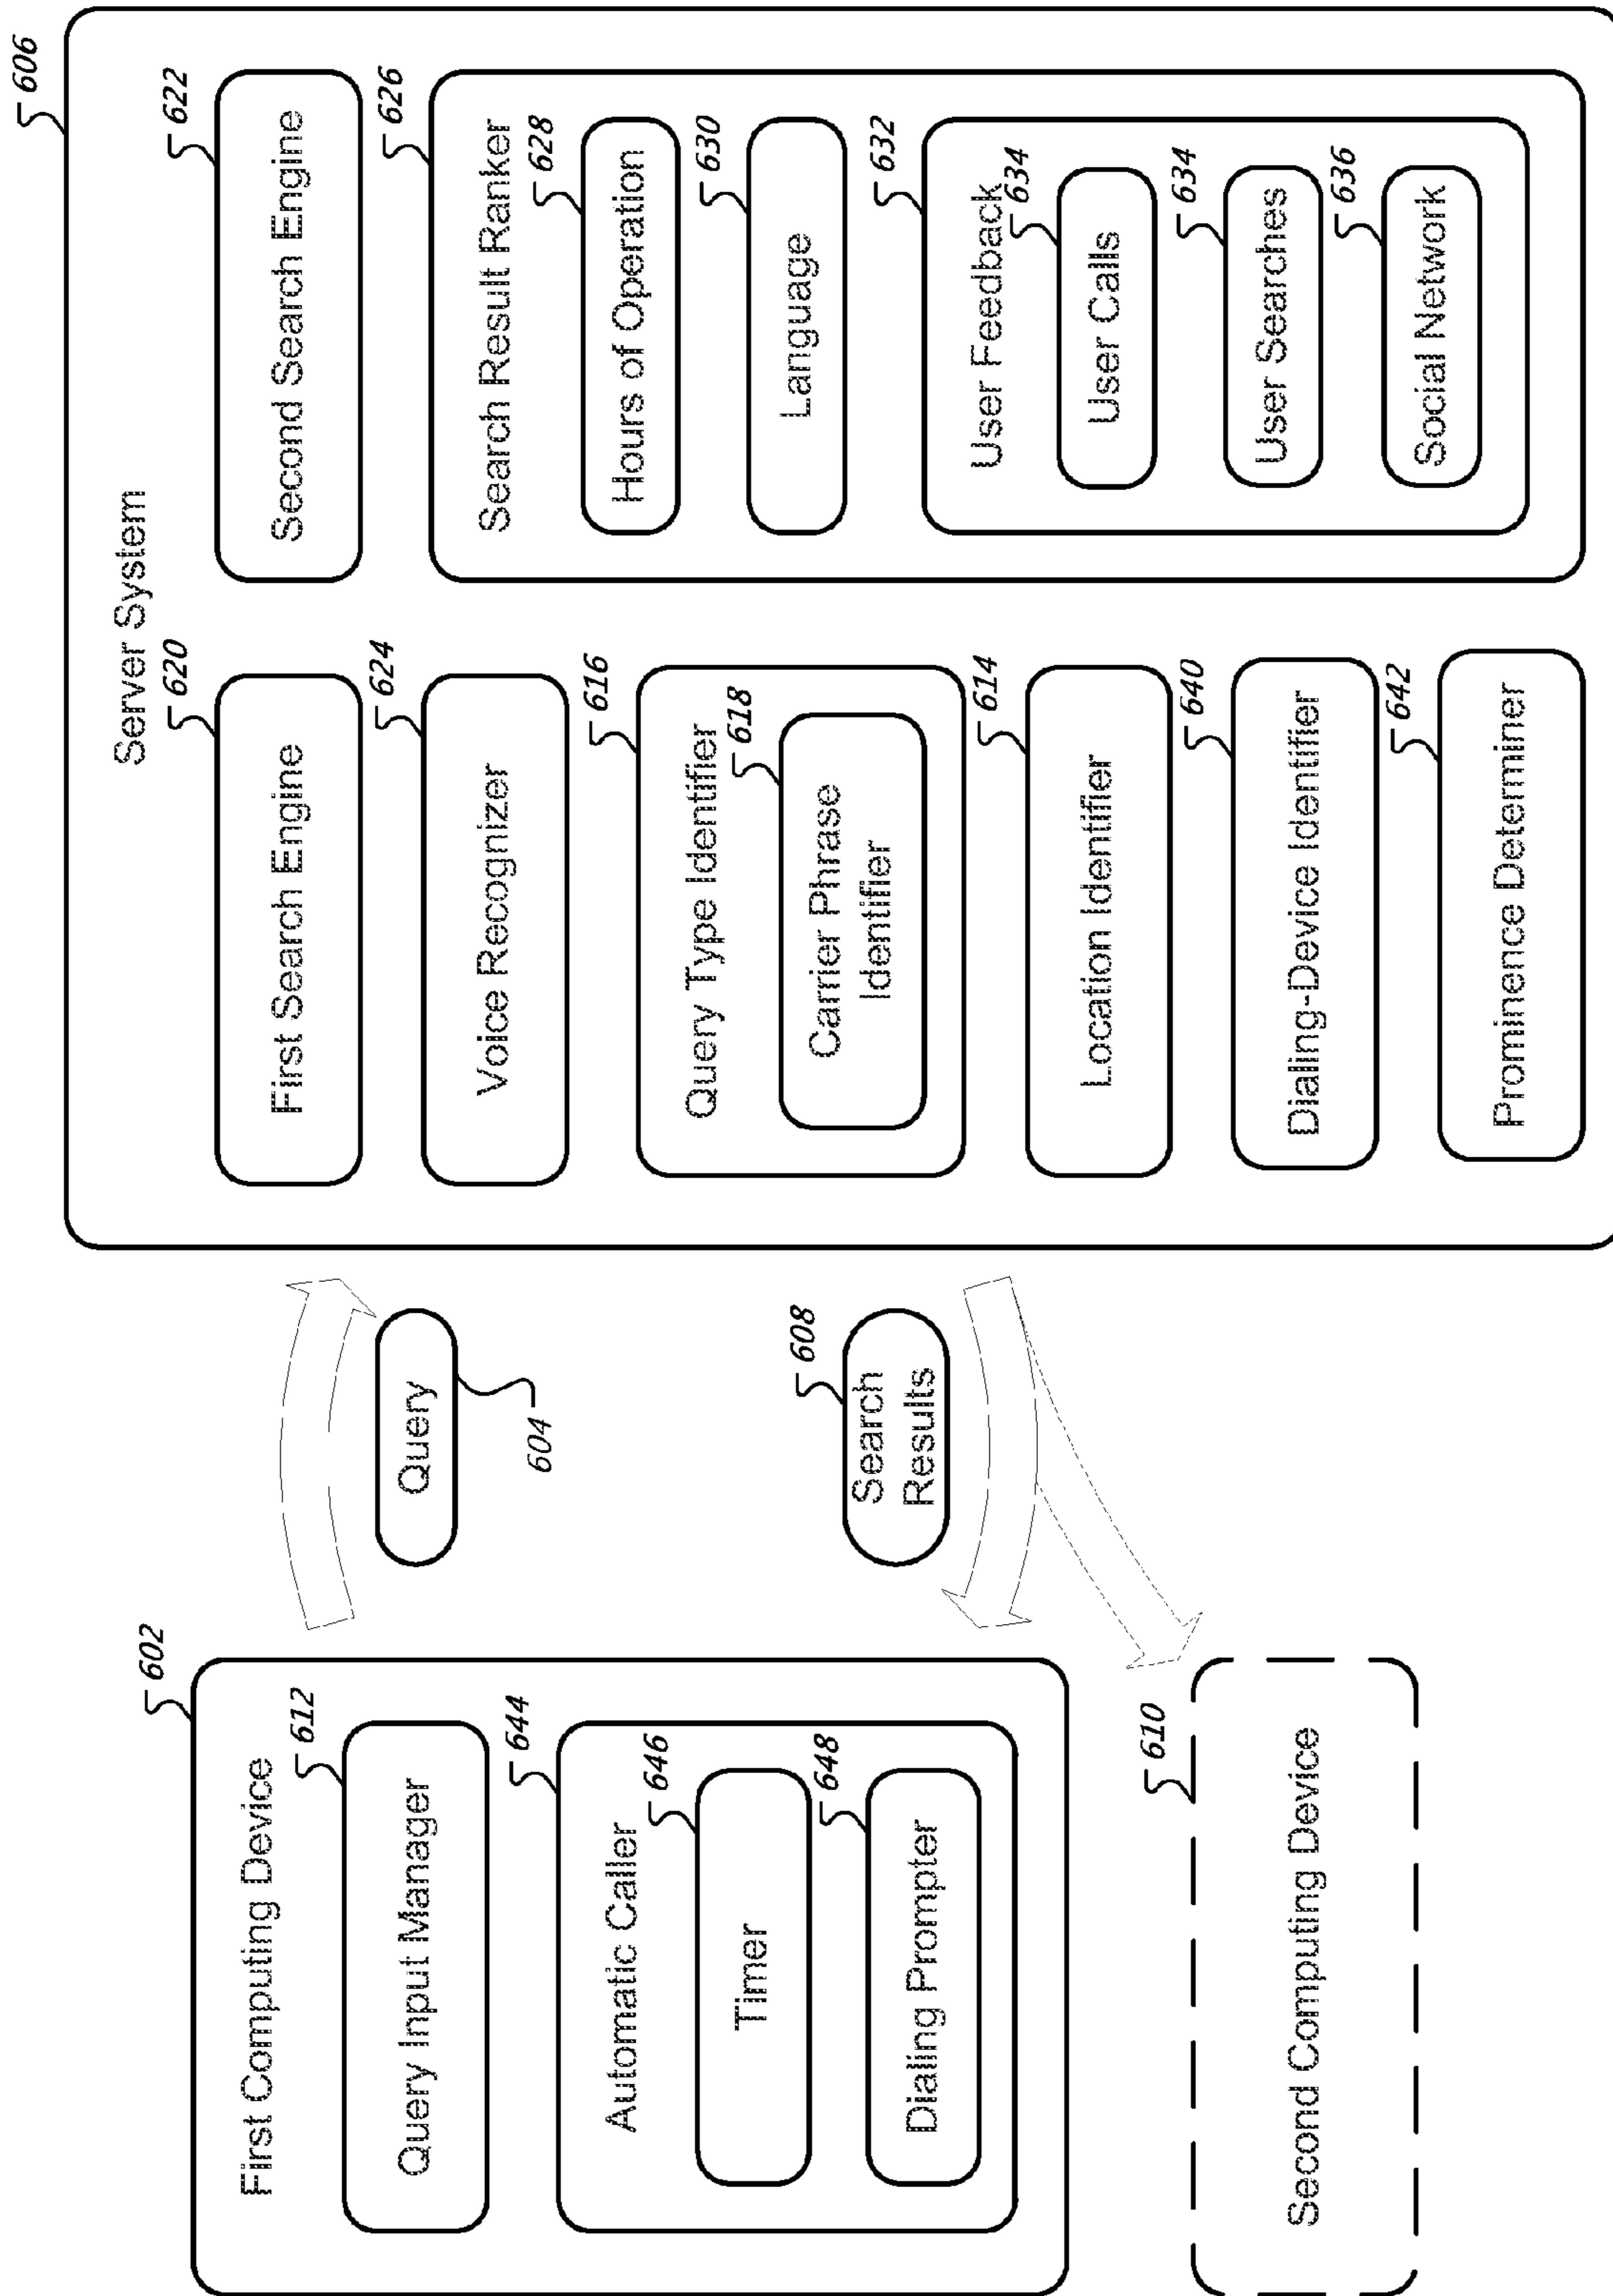 602
First Computing Device
612
Query Input Manager
644
Automatic Caller
646
Timer
648
Dialing Prompter
610
Second Computing Device
Query
604
608
Search
Results
606
Server System
620
First Search Engine
622
Second Search Engine
624
Voice Recognizer
616
Query Type Identifier
618
Carrier Phrase
Identifier
614
Location Identifier
640
Dialing-Device Identifier
642
Prominence Determiner
626
Search Result Ranker
628
Hours of Operation
630
Language
632
User Feedback
634
User Calls
634
User Searches
636
Social Network